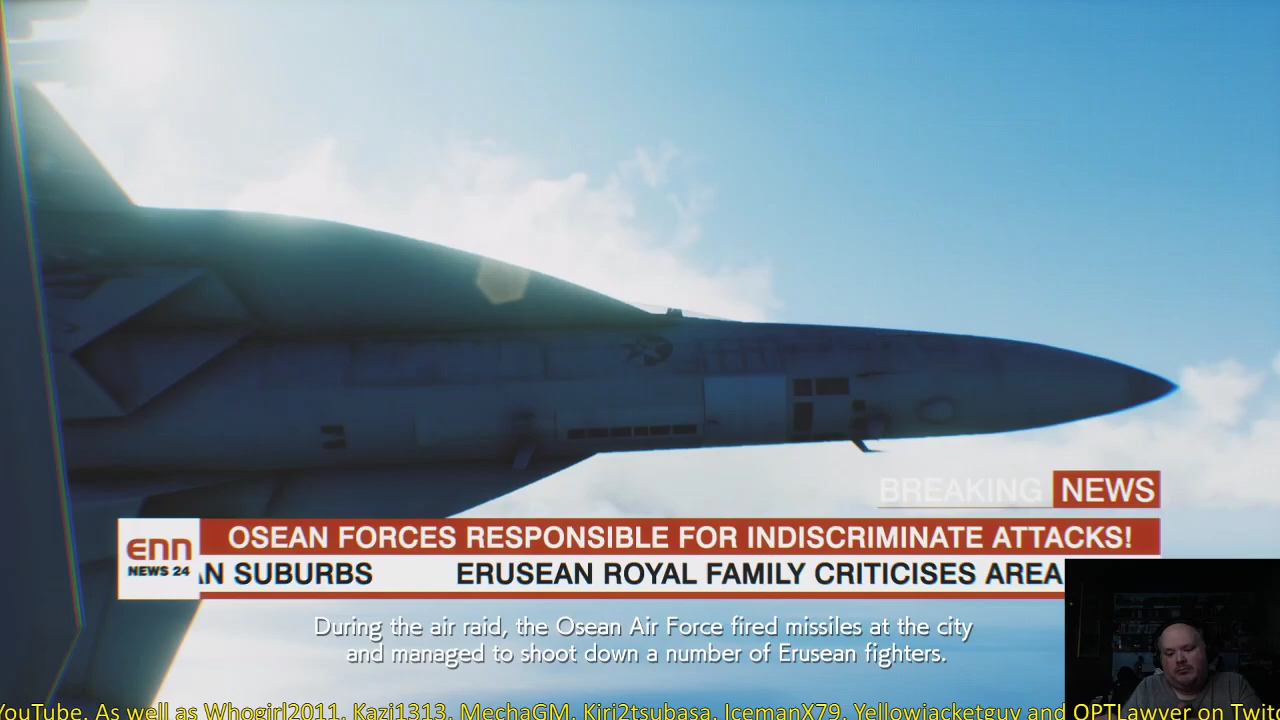 BREAKING NEWS
enn
NEWS 24
OSEAN FORCES RESPONSIBLE FOR INDISCRIMINATE ATTACKS!
AN SUBURBS ERUSEAN ROYAL FAMILY CRITICISES AREA
During the air raid, the Osean Air Force fired missiles at the city
and managed to shoot down a number of Erusean fighters.
YouTube. As well as Whogirl2011, Kazi1313, MechaGM, Kiri2tsubasa, IcemanX79, Yellowjacketguy and OPTLawyer on Twitc